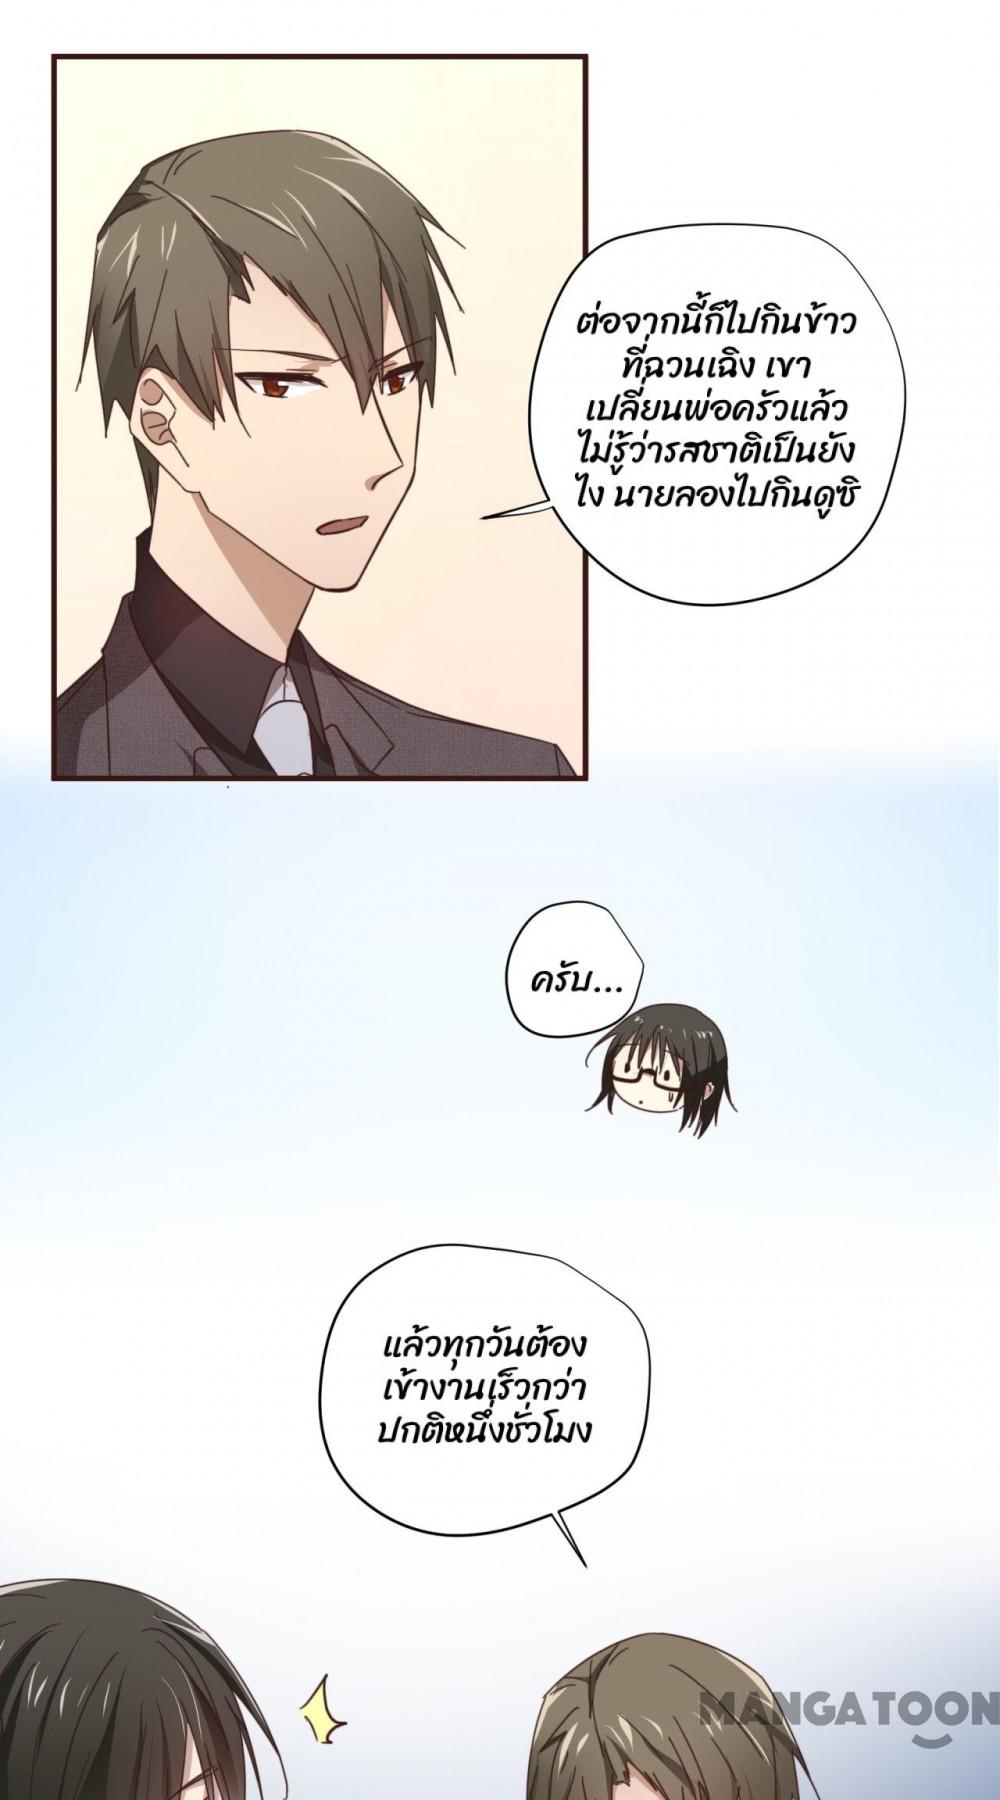 ต่อจากนี้ก็ไปกินข้าว
ที่ฉวนเฉิง เขา
เปลี่ยนพ่อครัวแล้ว
ไม่รู้ว่ารสชาติเป็นยัง
ไง นายลองไปกินดูซิ
ครับ...
แล้วทุกวันต้อง
เข้างานเร็วกว่า
ปกติหนึ่งชั่วโมง
MANGATOON